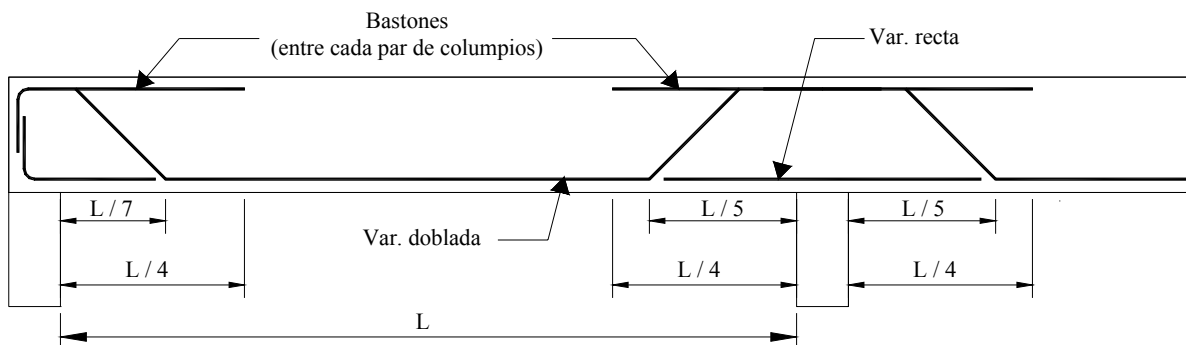 Bastones
(entre cada par de columpios)
Var. recta
L / 7
L / 5
L / 5
Var. doblada
L / 4
L / 4
L / 4
L